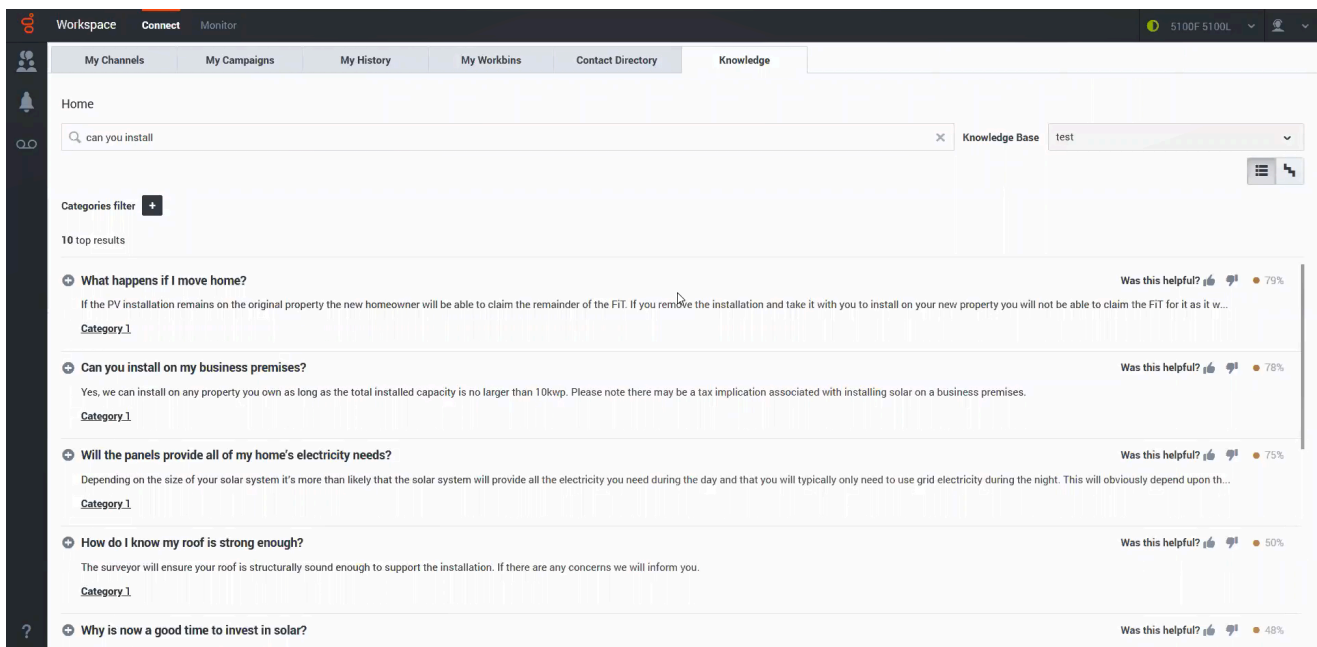 Workspace Connect Monitor 5100F 5100L
My Channels My Campaigns My History My Workbins Contact Directory Knowledge
Home
can you install Knowledge Base test
Categories filter +
10 top results
What happens if I move home? Was this helpful? 79%
If the PV installation remains on the original property the new homeowner will be able to claim the remainder of the FiT. If you remove the installation and take it with you to install on your new property you will not be able to claim the FiT for it as it w...
Category 1
Can you install on my business premises? Was this helpful? 78%
Yes, we can install on any property you own as long as the total installed capacity is no larger than 10kwp. Please note there may be a tax implication associated with installing solar on a business premises.
Category 1
Will the panels provide all of my home's electricity needs? Was this helpful? 75%
Depending on the size of your solar system it's more than likely that the solar system will provide all the electricity you need during the day and that you will typically only need to use grid electricity during the night. This will obviously depend upon th...
Category 1
How do I know my roof is strong enough? Was this helpful? 50%
The surveyor will ensure your roof is structurally sound enough to support the installation. If there are any concerns we will inform you.
Category 1
? Why is now a good time to invest in solar? Was this helpful? 48%